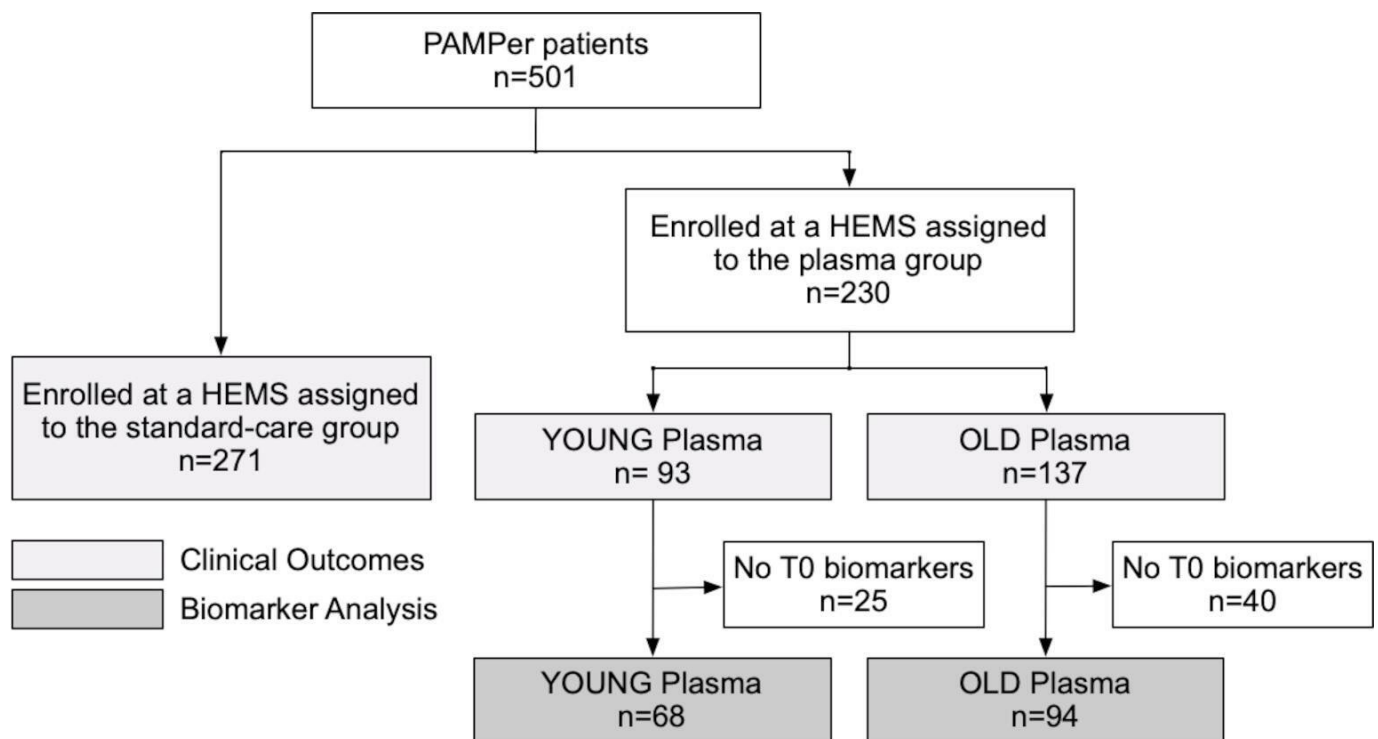 PAMPer patients
n=501
Enrolled at a HEMS assigned
to the plasma group
n=230
Enrolled at a HEMS assigned
to the standard-care group
n=271
YOUNG Plasma
n= 93
OLD Plasma
n=137
Clinical Outcomes
Biomarker Analysis
No T0 biomarkers
n=25
No T0 biomarkers
n=40
YOUNG Plasma
n=68
OLD Plasma
n=94